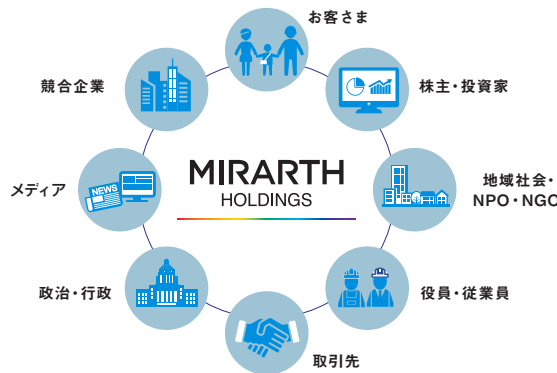 お客さま
競合企業
株主・投資家
NEWS
メディア
MIRARTH
HOLDINGS
地域社会・
NPO・NGO
政治・行政
役員・従業員
取引先